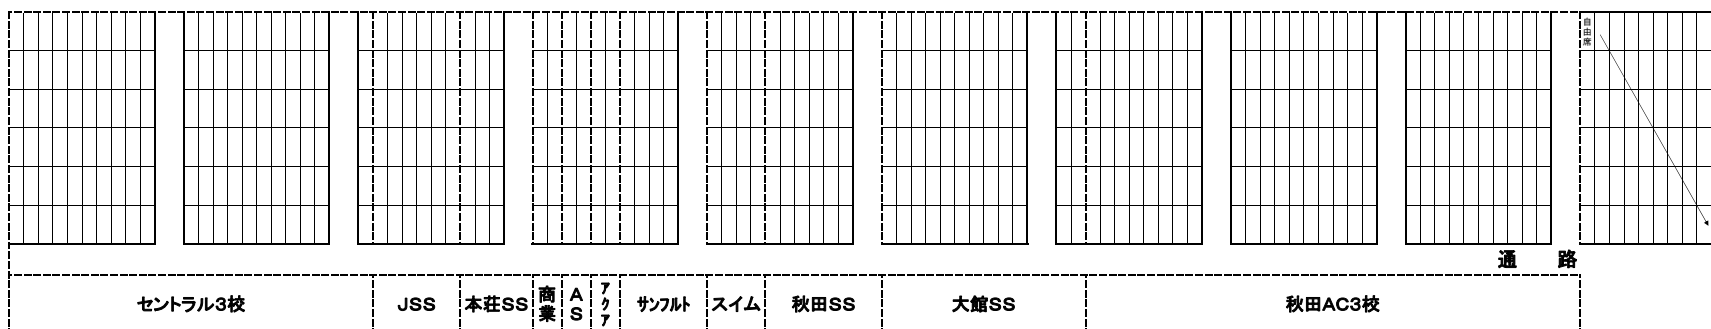 自由席
通　路
セントラル3校
JSS
本荘SS
商業
AS
アクア
サンフルト
スイム
秋田SS
大館SS
秋田AC3校